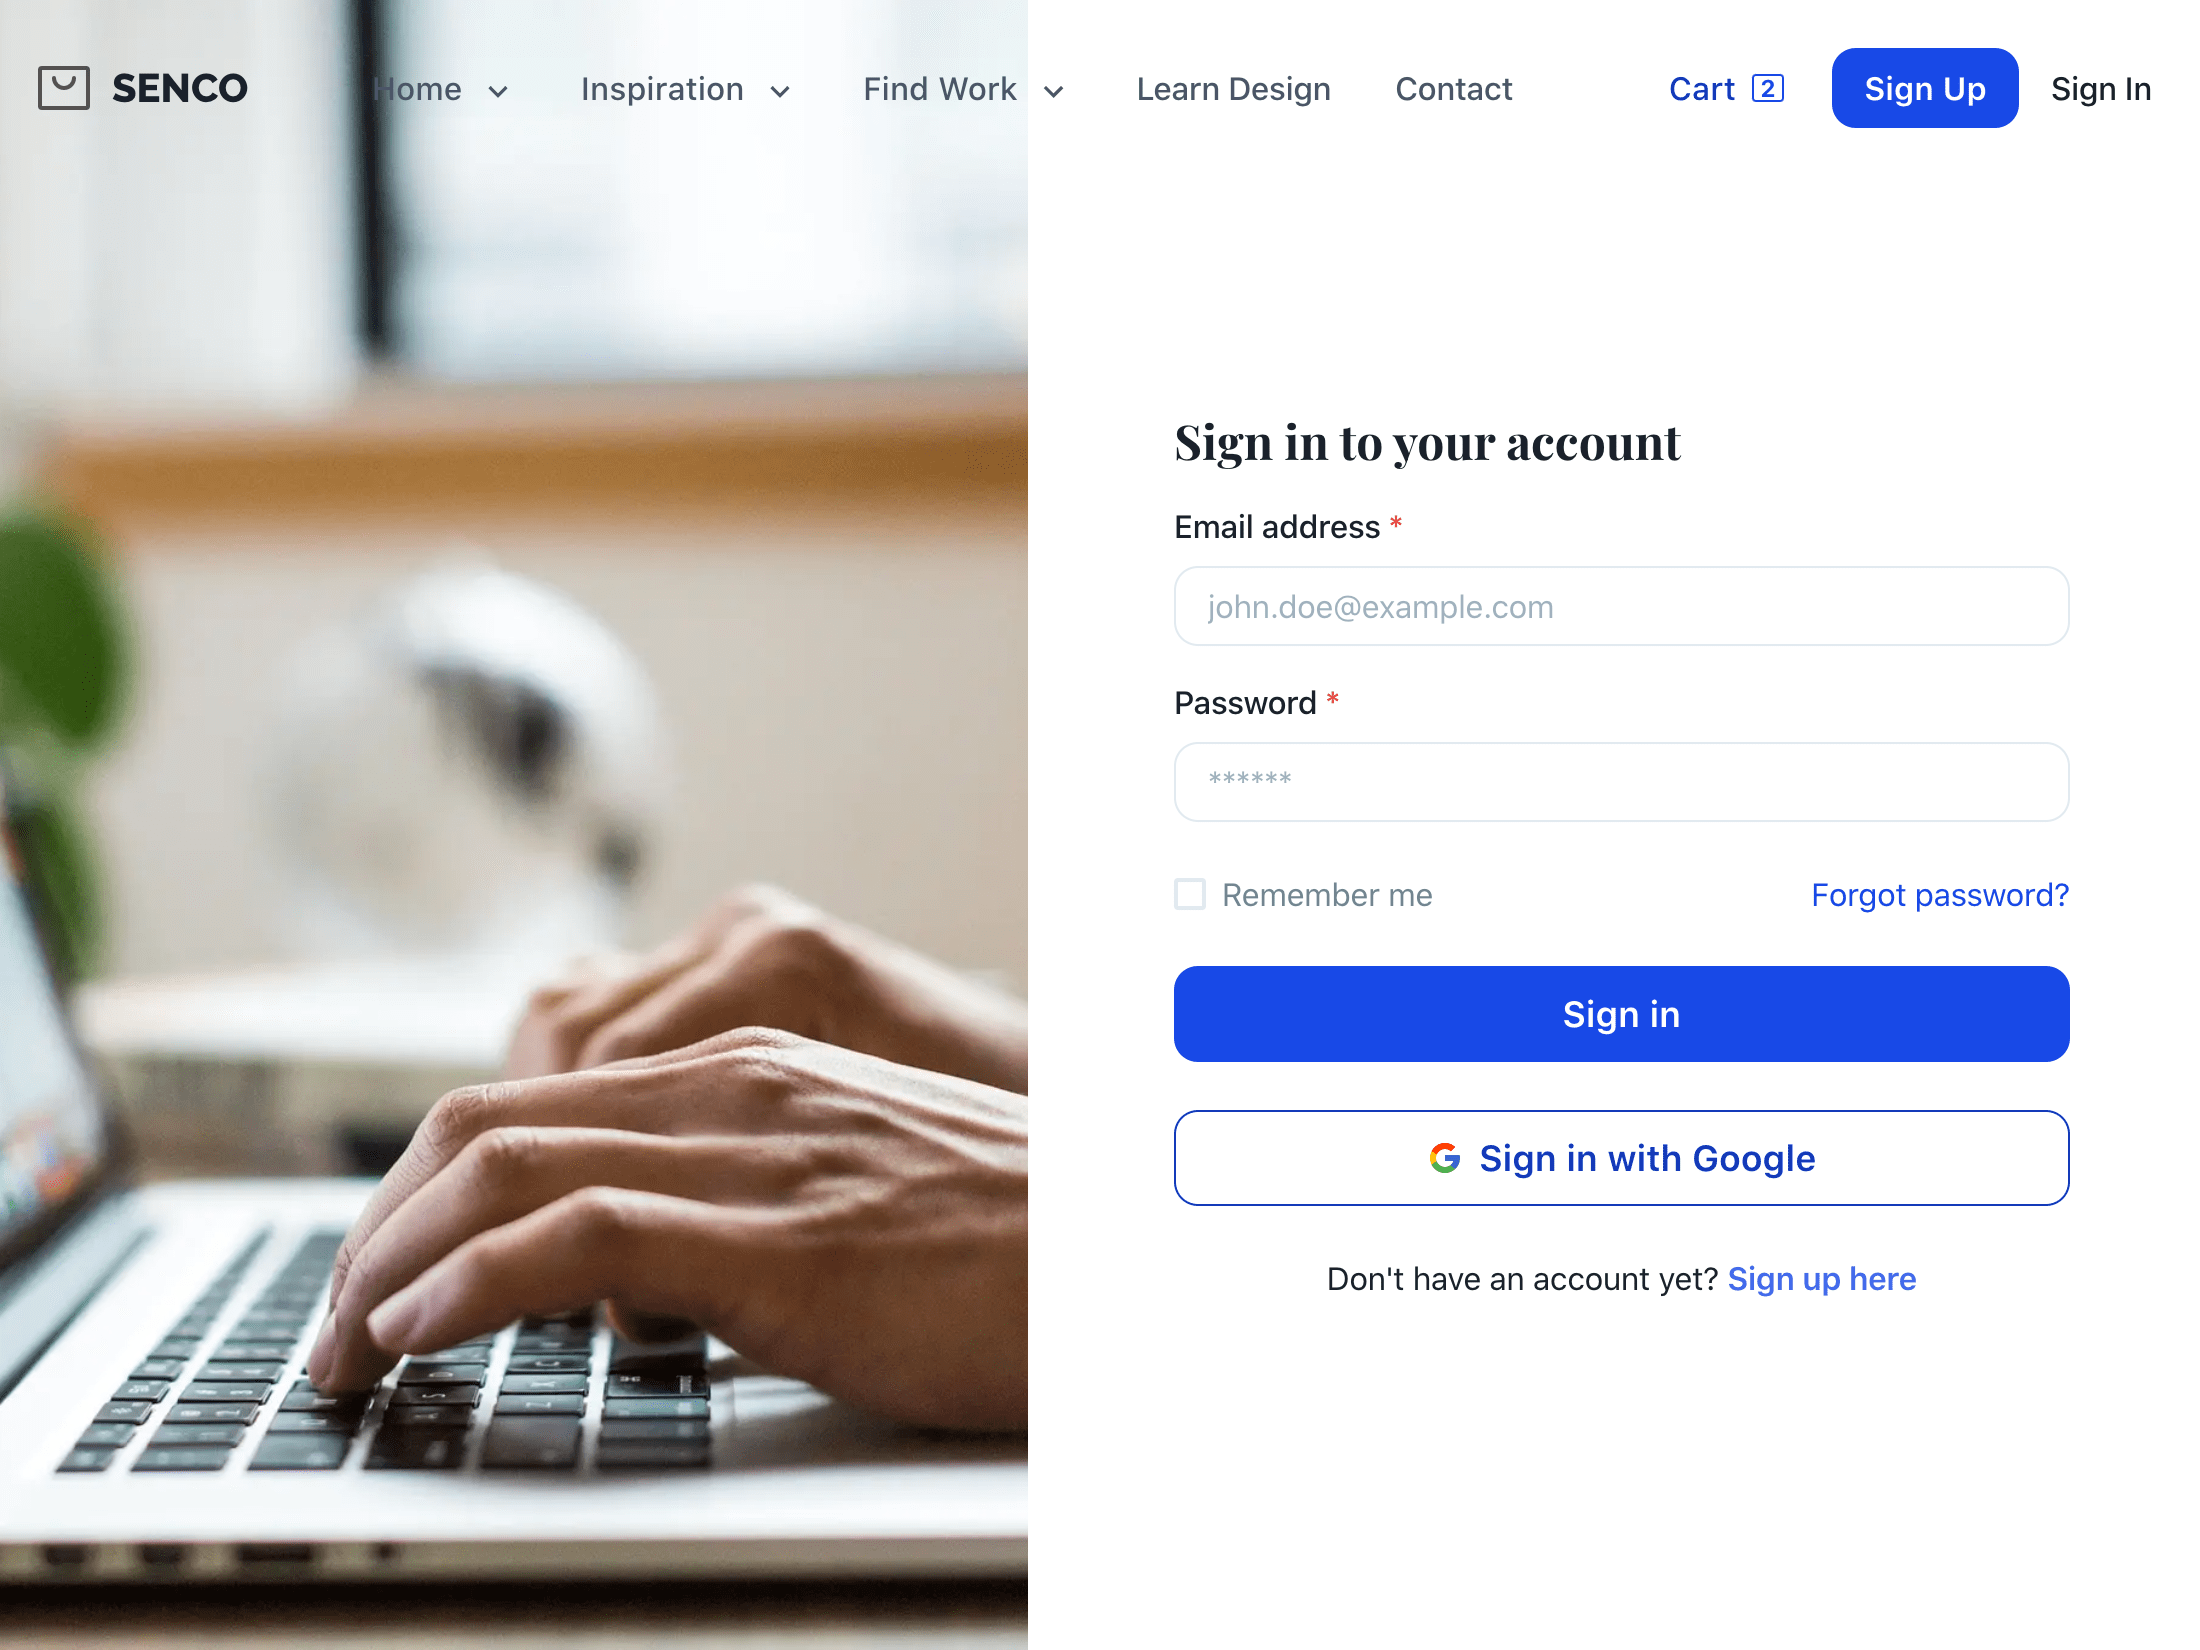 SENCO Home Inspiration Find Work Learn Design Contact Cart 2 Sign Up Sign In
Sign in to your account
Email address *
john.doe@example.com
Password *
******
Remember me Forgot password?
Sign in
Sign in with Google
Don't have an account yet? Sign up here